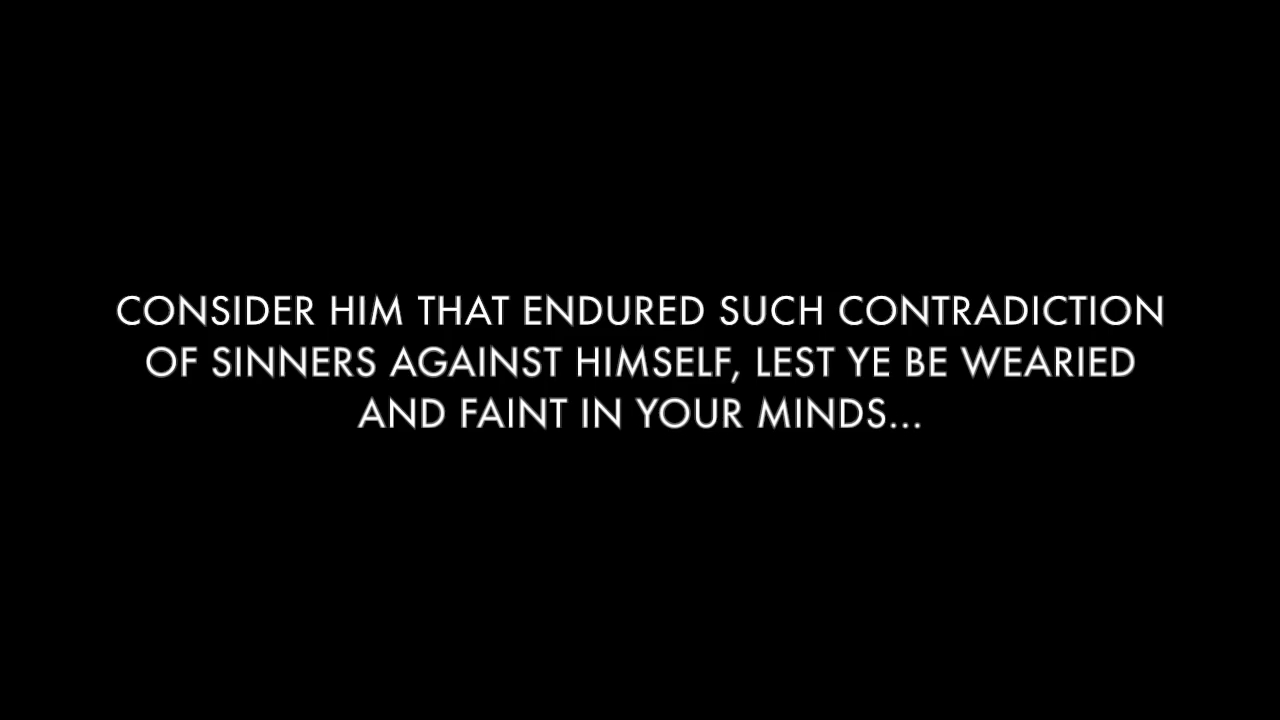 CONSIDER HIM THAT ENDURED SUCH CONTRADICTION
OF SINNERS AGAINST HIMSELF, LEST YE BE WEARIED
AND FAINT IN YOUR MINDS...